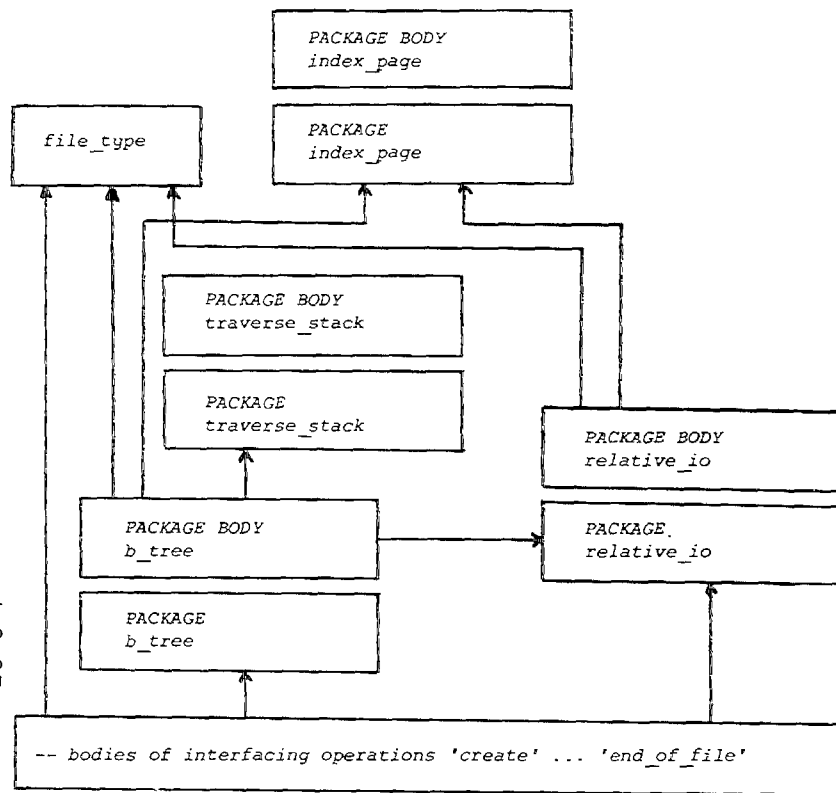 PACKAGE BODY
index_page
file_type
PACKAGE
index_page
PACKAGE BODY
traverse_stack
PACKAGE
traverse_stack
PACKAGE BODY
relative_io
PACKAGE BODY
b_tree
PACKAGE.
relative_io
PACKAGE
b_tree
-- bodies of interfacing operations 'create' ... 'end_of_file'